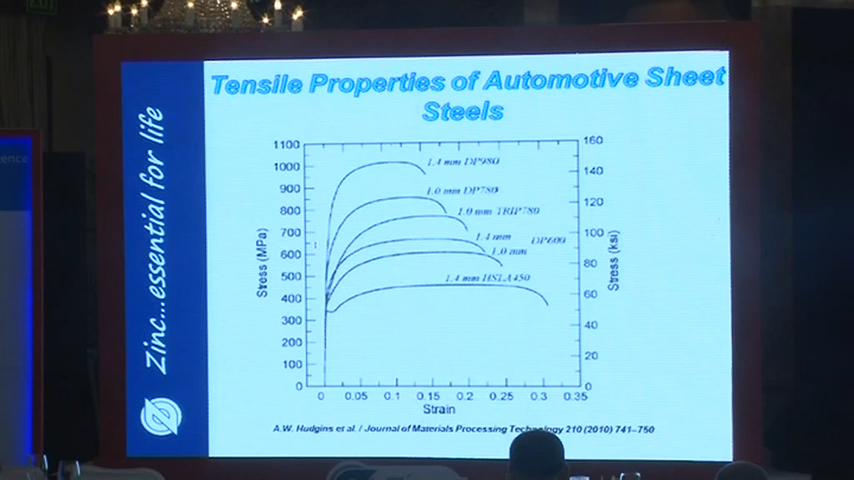 EXIT
ence
Zinc...essential for life
Tensile Properties of Automotive Sheet
Steels
1100
1000
900
800
700
600
500
400
300
200
100
0
Stress (MPa)
1.4 mm DP980
1.0 mm DP780
1.0 mm TRIP780
1.4 mm
DP600
1.0 mm
1.4 mm HSLA450
160
140
120
100
80
60
40
20
0
Stress (ksi)
0 0.05 0.1 0.15 0.2 0.25 0.3 0.35
Strain
A.W. Hudgins et al. / Journal of Materials Processing Technology 210 (2010) 741–750